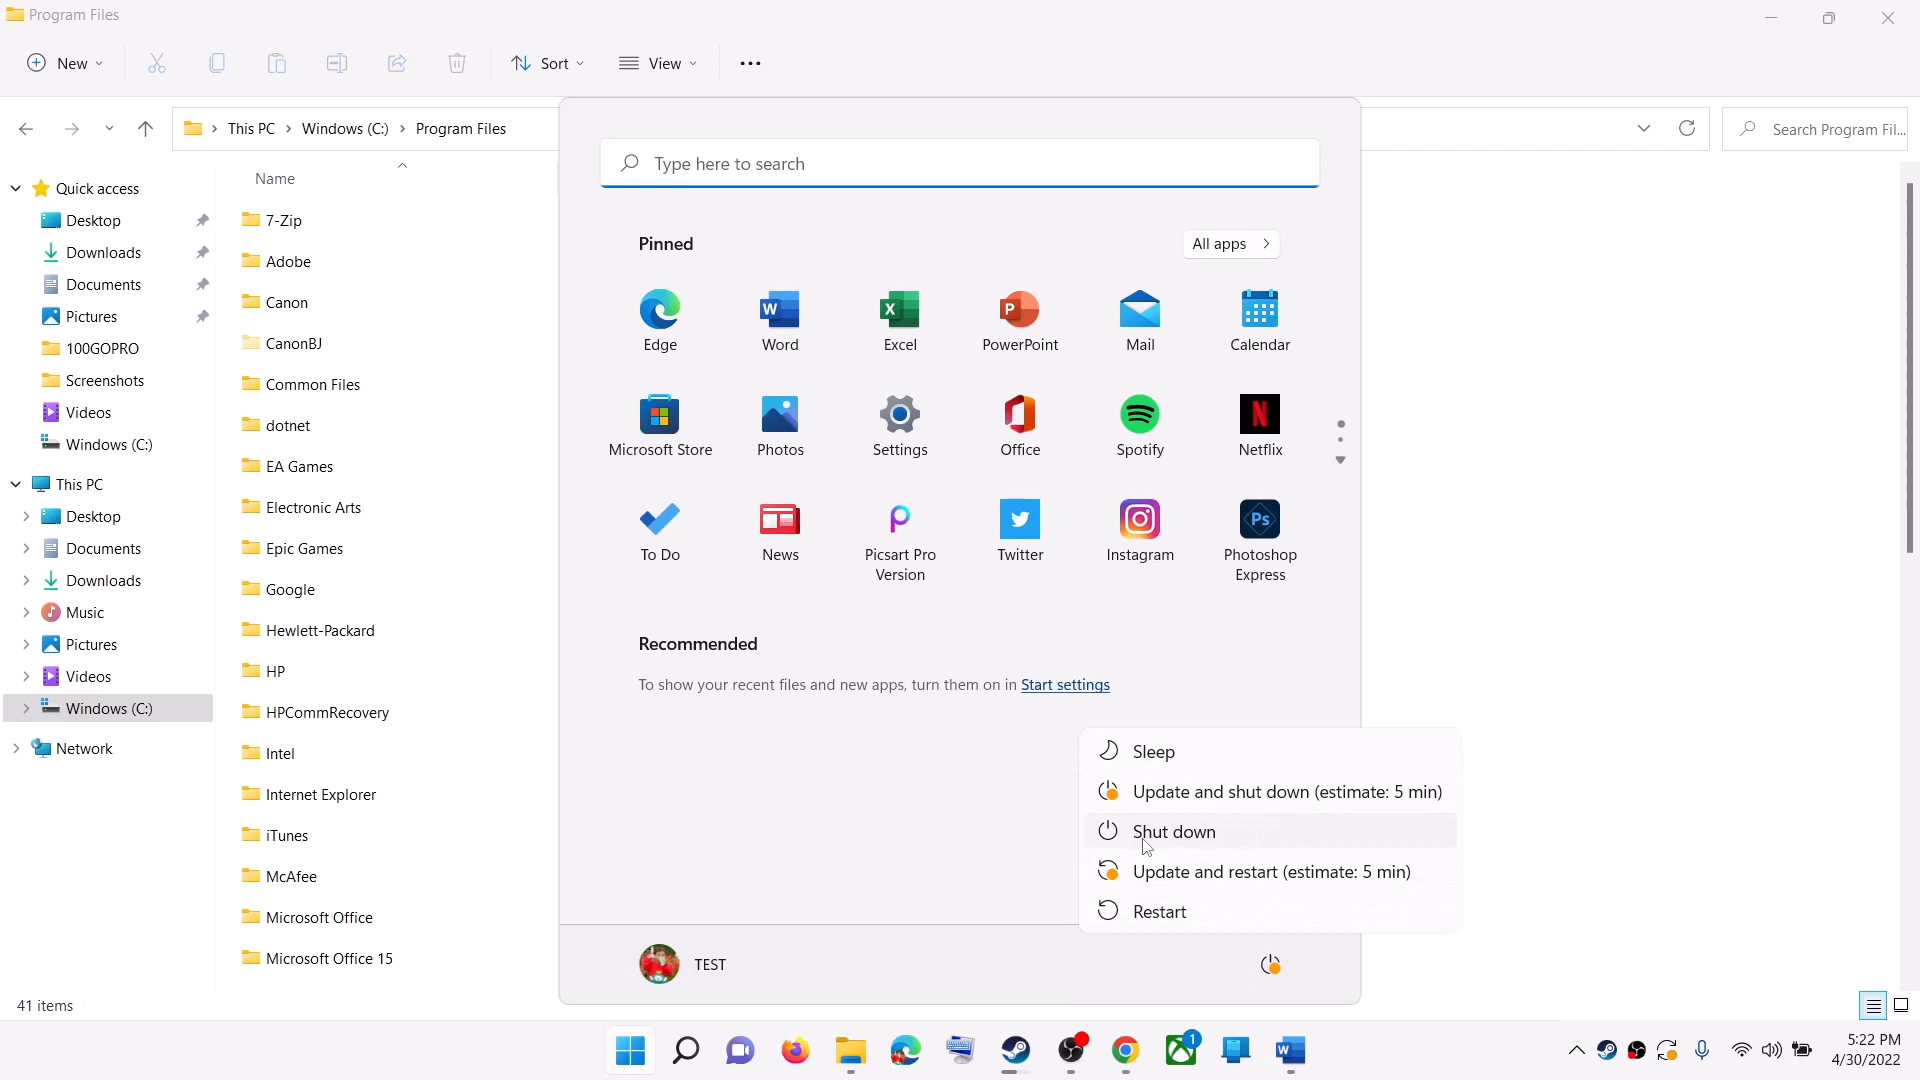 Program Files
New
Sort
View
This PC
Windows (C:)
Program Files
Search Program Fil...
Quick access
Desktop
Downloads
Documents
Pictures
100GOPRO
Screenshots
Videos
Windows (C:)
This PC
Desktop
Documents
Downloads
Music
Pictures
Videos
Windows (C:)
Network
Name
7-Zip
Adobe
Canon
CanonBJ
Common Files
dotnet
EA Games
Electronic Arts
Epic Games
Google
Hewlett-Packard
HP
HPCommRecovery
Intel
Internet Explorer
iTunes
McAfee
Microsoft Office
Microsoft Office 15
41 items
Type here to search
Pinned
All apps
Edge
Word
Excel
PowerPoint
Mail
Calendar
Microsoft Store
Photos
Settings
Office
Spotify
Netflix
To Do
News
Picsart Pro
Version
Twitter
Instagram
Photoshop
Express
Recommended
To show your recent files and new apps, turn them on in Start settings
Sleep
Update and shut down (estimate: 5 min)
Shut down
Update and restart (estimate: 5 min)
Restart
TEST
1
5:22 PM
4/30/2022